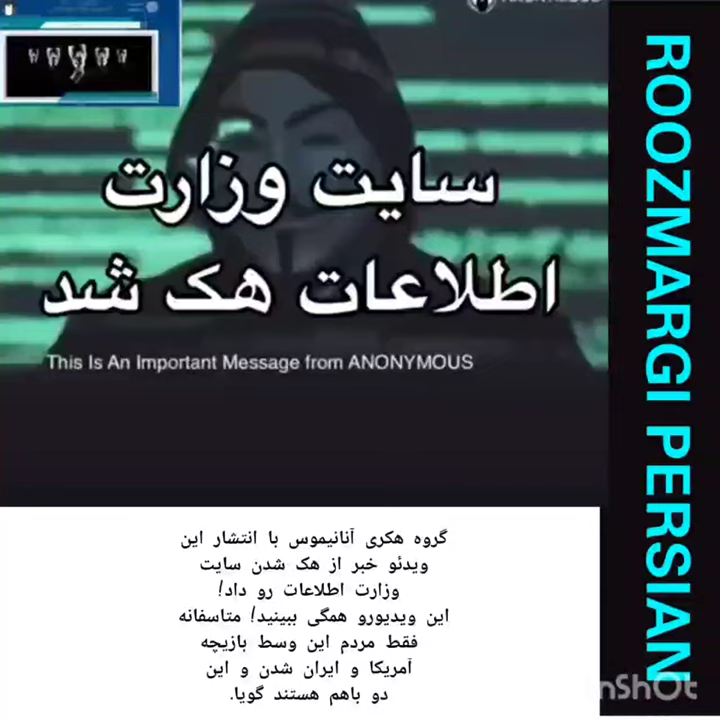 ANONYMOUS
سایت وزارت
اطلاعات هک شد
This Is An Important Message from ANONYMOUS
ROOZMARGI PERSIAN
گروه هکری آنانیموس با انتشار این
ویدئو خبر از هک شدن سایت
وزارت اطلاعات رو داد!
این ویدیورو همگی ببینید! متاسفانه
فقط مردم این وسط بازیچه
آمریکا و ایران شدن و این
دو باهم هستند گویا.
InShOt